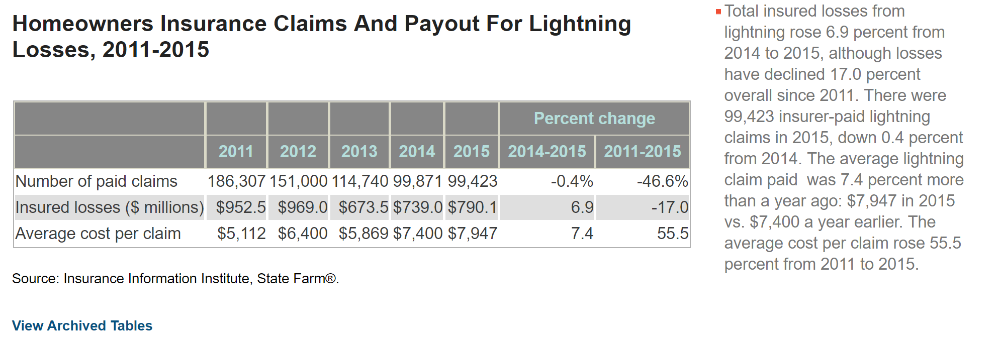 Homeowners Insurance Claims And Payout For Lightning
Losses, 2011-2015
Percent change
2011 2012 2013 2014 2015 2014-2015 2011-2015
Number of paid claims 186,307 151,000 114,740 99,871 99,423 -0.4% -46.6%
Insured losses ($ millions) $952.5 $969.0 $673.5 $739.0 $790.1 6.9 -17.0
Average cost per claim $5,112 $6,400 $5,869 $7,400 $7,947 7.4 55.5
Source: Insurance Information Institute, State Farm®.
View Archived Tables
Total insured losses from
lightning rose 6.9 percent from
2014 to 2015, although losses
have declined 17.0 percent
overall since 2011. There were
99,423 insurer-paid lightning
claims in 2015, down 0.4 percent
from 2014. The average lightning
claim paid  was 7.4 percent more
than a year ago: $7,947 in 2015
vs. $7,400 a year earlier. The
average cost per claim rose 55.5
percent from 2011 to 2015.